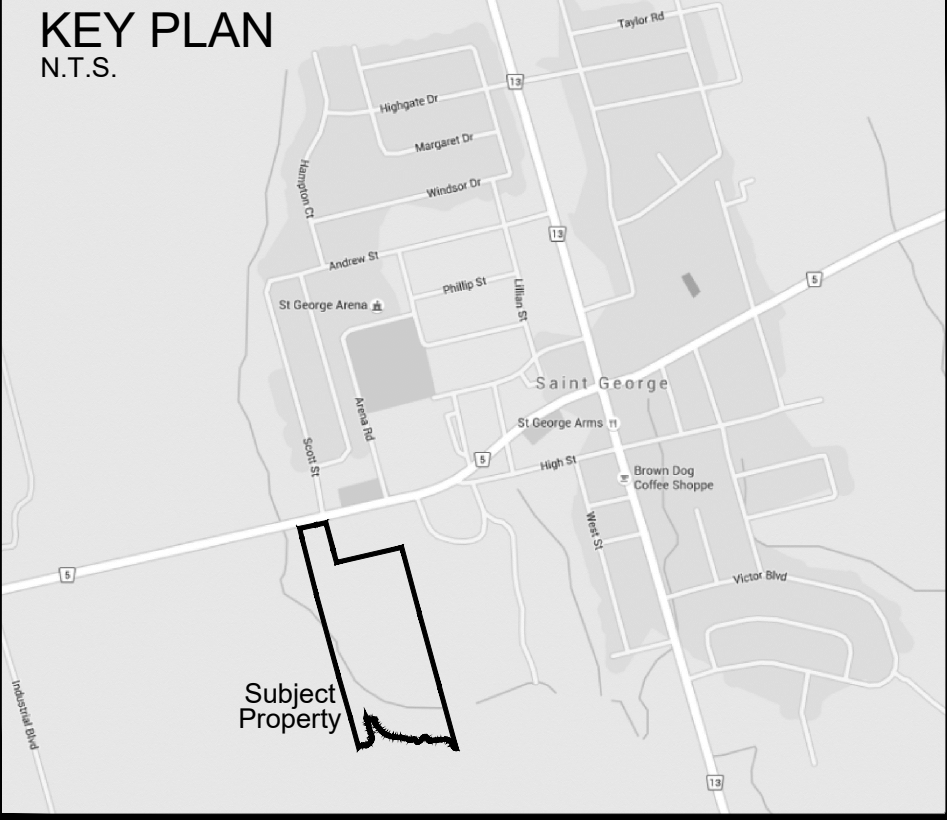 KEY PLAN
N.T.S.
Taylor Rd
13
Highgate Dr
Margaret Dr
Hampton Ct
Windsor Dr
13
Andrew St
5
Phillip St
Lillian St
St George Arena
Saint George
Arena Rd
St George Arms
Scott St
5
High St
Brown Dog
Coffee Shoppe
West St
5
Victor Blvd
Industrial Blvd
Subject
Property
13